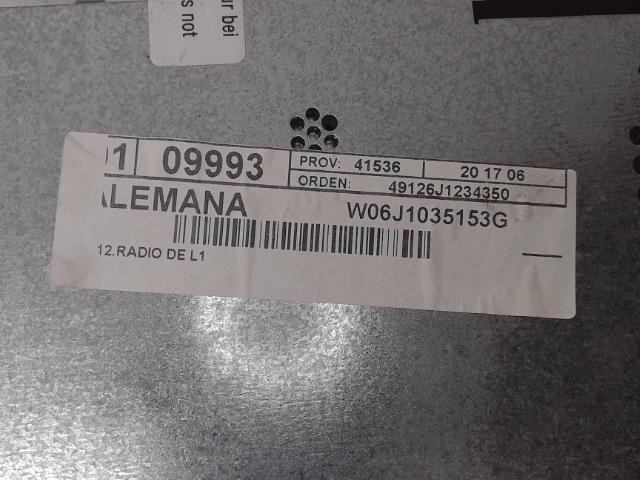 ur bei
s not
01 09993 PROV: 41536 20 17 06
ORDEN: 49126J1234350
ALEMANA W06J1035153G
12.RADIO DE L1